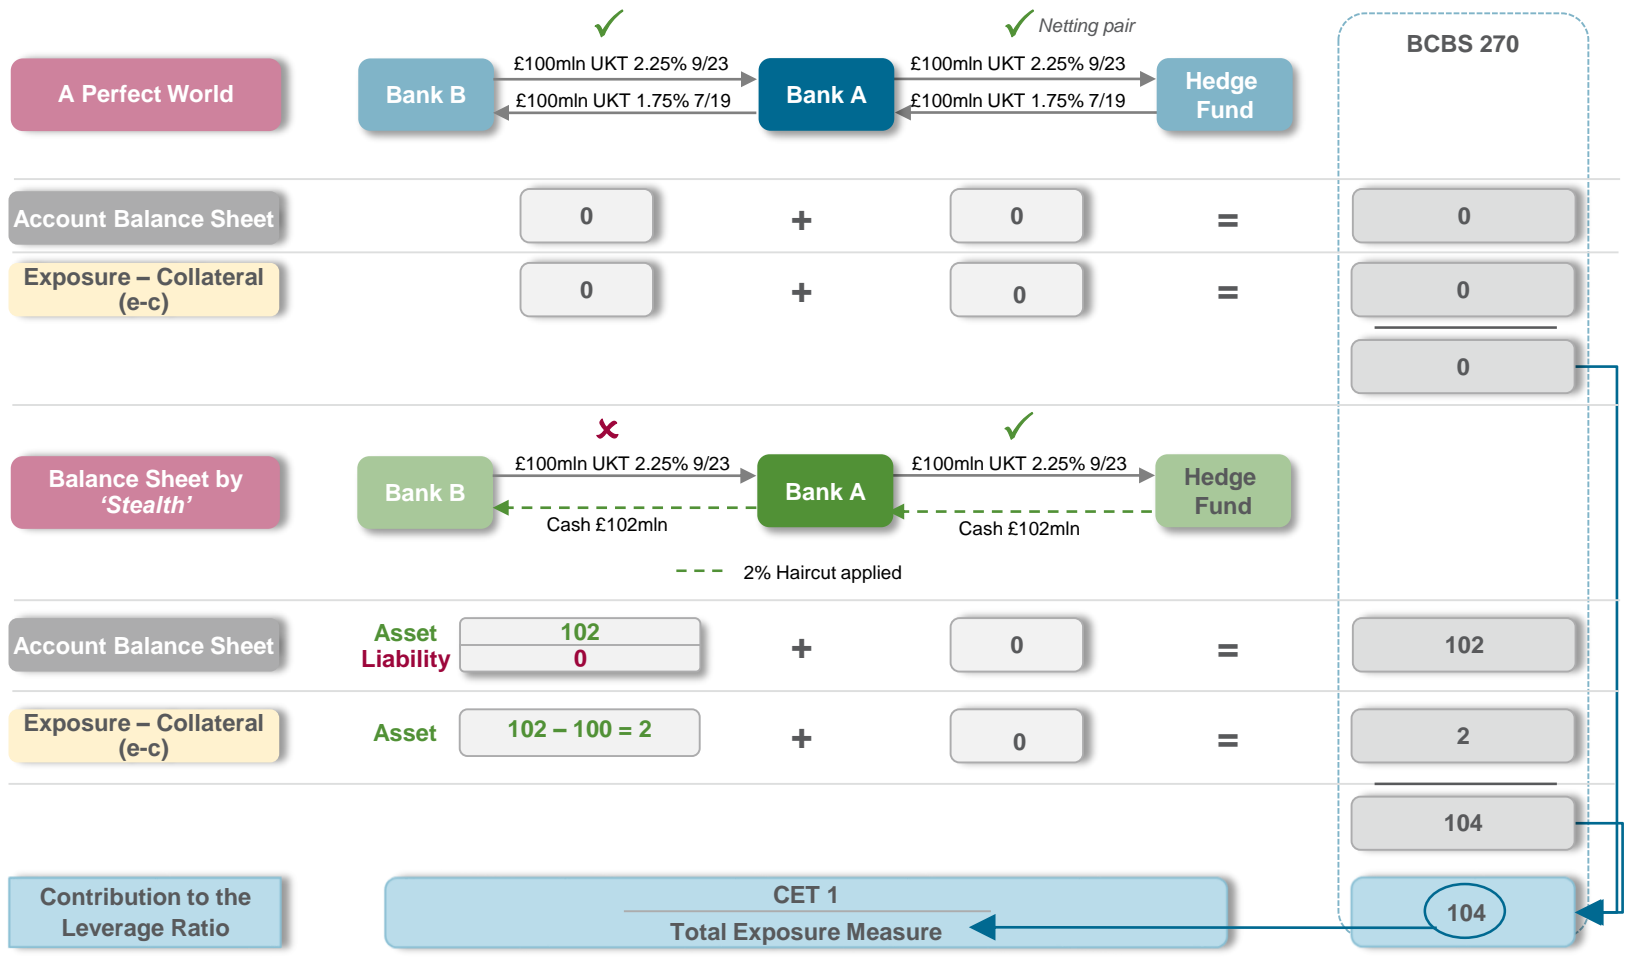 Netting pair
BCBS 270
A Perfect World
Bank B
£100mln UKT 2.25% 9/23
£100mln UKT 1.75% 7/19
Bank A
£100mln UKT 2.25% 9/23
£100mln UKT 1.75% 7/19
Hedge
Fund
Account Balance Sheet
0
+
0
=
0
Exposure – Collateral
(e-c)
0
+
0
=
0
0
Balance Sheet by
‘Stealth’
Bank B
£100mln UKT 2.25% 9/23
Cash £102mln
Bank A
£100mln UKT 2.25% 9/23
Cash £102mln
Hedge
Fund
2% Haircut applied
Account Balance Sheet
Asset
Liability
102
0
+
0
=
102
Exposure – Collateral
(e-c)
Asset
102 – 100 = 2
+
0
=
2
104
Contribution to the
Leverage Ratio
CET 1
Total Exposure Measure
104